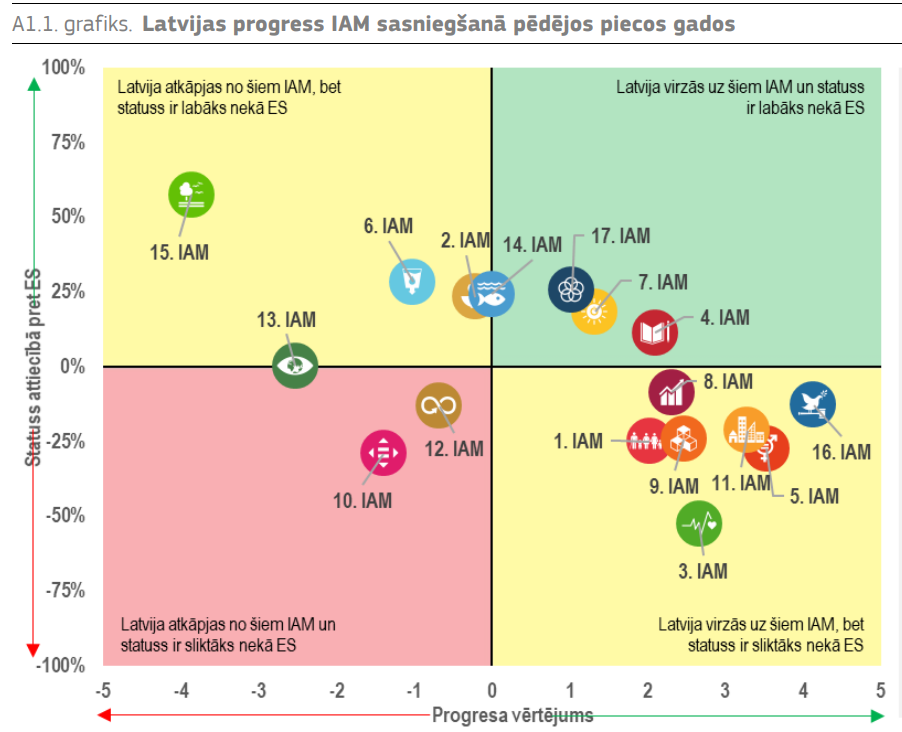 A1.1. grafiks. Latvijas progress IAM sasniegšanā pēdējos piecos gados
100%
75%
50%
25%
0%
-25%
-50%
-75%
-100%
Statuss attiecībā pret ES
Latvija atkāpjas no šiem IAM, bet
statuss ir labāks nekā ES
Latvija virzās uz šiem IAM un statuss
ir labāks nekā ES
15. IAM
6. IAM
2. IAM
14. IAM
17. IAM
7. IAM
4. IAM
13. IAM
8. IAM
12. IAM
10. IAM
1. IAM
9. IAM
11. IAM
5. IAM
16. IAM
3. IAM
Latvija atkāpjas no šiem IAM un
statuss ir sliktāks nekā ES
Latvija virzās uz šiem IAM, bet
statuss ir sliktāks nekā ES
-5 -4 -3 -2 -1 0 1 2 3 4 5
Progresa vērtējums